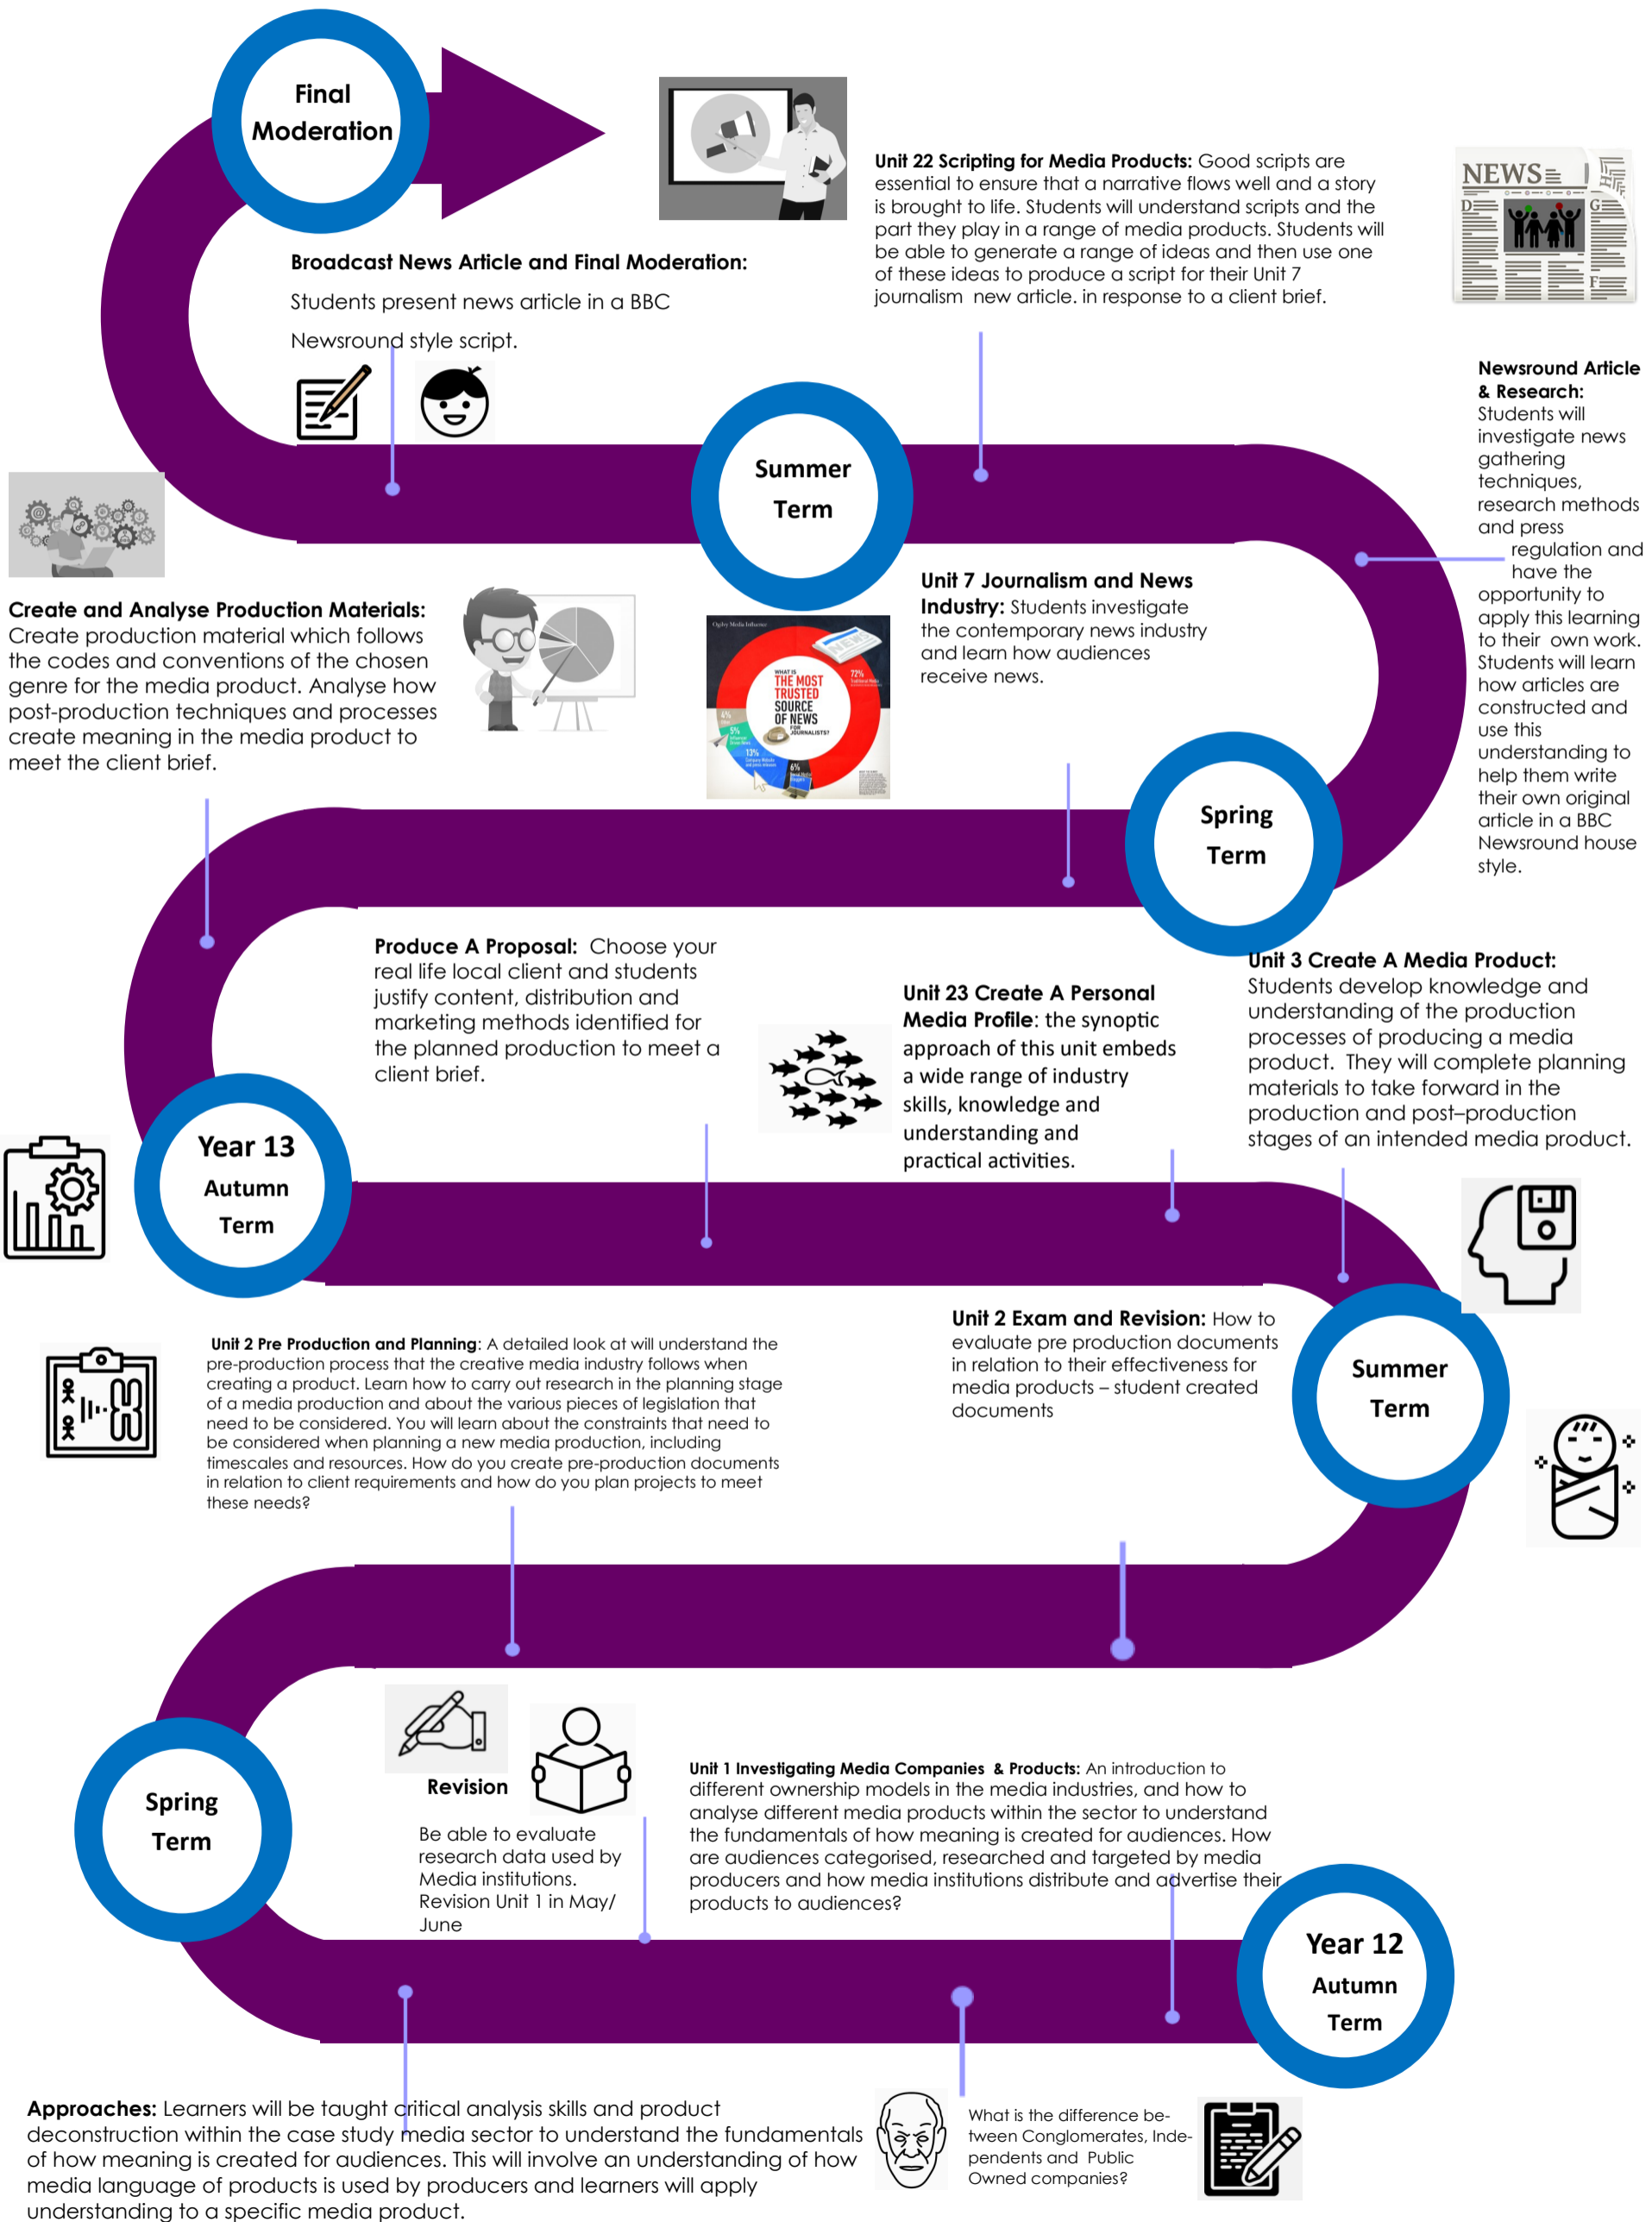 Final
Moderation
Broadcast News Article and Final Moderation:
Students present news article in a BBC
Newsround style script.
Unit 22 Scripting for Media Products: Good scripts are
essential to ensure that a narrative flows well and a story
is brought to life. Students will understand scripts and the
part they play in a range of media products. Students will
be able to generate a range of ideas and then use one
of these ideas to produce a script for their Unit 7
journalism  new article. in response to a client brief.
NEWS
D
G
F
Newsround Article
& Research:
Students will
investigate news
gathering
techniques,
research methods
and press
regulation and
have the
opportunity to
apply this learning
to their  own work.
Students will learn
how articles are
constructed and
use this
understanding to
help them write
their own original
article in a BBC
Newsround house
style.
Summer
Term
Create and Analyse Production Materials:
Create production material which follows
the codes and conventions of the chosen
genre for the media product. Analyse how
post-production techniques and processes
create meaning in the media product to
meet the client brief.
Ogilvy Media Influence
WHAT IS
THE MOST
TRUSTED
SOURCE
OF NEWS
FOR
JOURNALISTS?
NEWS
72%
4%
5%
13%
6%
Unit 7 Journalism and News
Industry: Students investigate
the contemporary news industry
and learn how audiences
receive news.
Spring
Term
Produce A Proposal:  Choose your
real life local client and students
justify content, distribution and
marketing methods identified for
the planned production to meet a
client brief.
Unit 23 Create A Personal
Media Profile: the synoptic
approach of this unit embeds
a wide range of industry
skills, knowledge and
understanding and
practical activities.
Unit 3 Create A Media Product:
Students develop knowledge and
understanding of the production
processes of producing a media
product.  They will complete planning
materials to take forward in the
production and post–production
stages of an intended media product.
Year 13
Autumn
Term
Unit 2 Pre Production and Planning: A detailed look at will understand the
pre-production process that the creative media industry follows when
creating a product. Learn how to carry out research in the planning stage
of a media production and about the various pieces of legislation that
need to be considered. You will learn about the constraints that need to
be considered when planning a new media production, including
timescales and resources. How do you create pre-production documents
in relation to client requirements and how do you plan projects to meet
these needs?
Unit 2 Exam and Revision: How to
evaluate pre production documents
in relation to their effectiveness for
media products – student created
documents
Summer
Term
Spring
Term
Revision
Be able to evaluate
research data used by
Media institutions.
Revision Unit 1 in May/
June
Unit 1 Investigating Media Companies  & Products: An introduction to
different ownership models in the media industries, and how to
analyse different media products within the sector to understand
the fundamentals of how meaning is created for audiences. How
are audiences categorised, researched and targeted by media
producers and how media institutions distribute and advertise their
products to audiences?
Year 12
Autumn
Term
Approaches: Learners will be taught critical analysis skills and product
deconstruction within the case study media sector to understand the fundamentals
of how meaning is created for audiences. This will involve an understanding of how
media language of products is used by producers and learners will apply
understanding to a specific media product.
What is the difference be-
tween Conglomerates, Inde-
pendents and  Public
Owned companies?